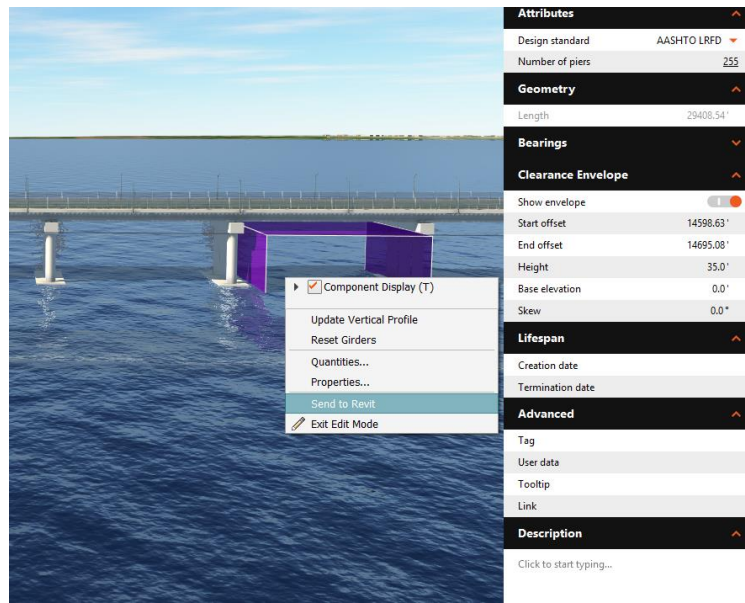 Attributes
Design standard AASHTO LRFD
Number of piers 255
Geometry
Length 29408.54'
Bearings
Clearance Envelope
Show envelope
Start offset 14598.63'
End offset 14695.08'
Height 35.0'
Base elevation 0.0'
Skew 0.0°
Lifespan
Creation date
Termination date
Advanced
Tag
User data
Tooltip
Link
Description
Click to start typing...
Component Display (T)
Update Vertical Profile
Reset Girders
Quantities...
Properties...
Send to Revit
Exit Edit Mode